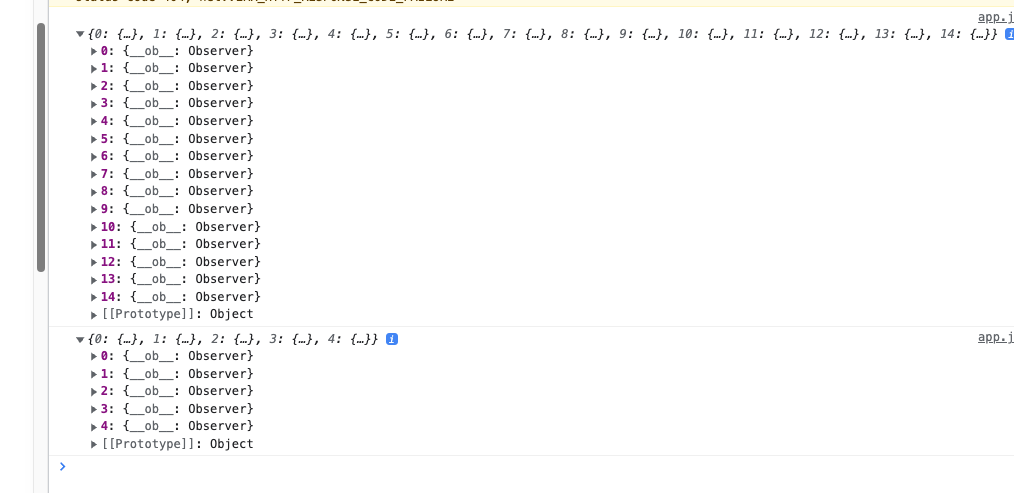 app.j
▼{0: {…}, 1: {…}, 2: {…}, 3: {…}, 4: {…}, 5: {…}, 6: {…}, 7: {…}, 8: {…}, 9: {…}, 10: {…}, 11: {…}, 12: {…}, 13: {…}, 14: {…}} i
▶0: {__ob__: Observer}
▶1: {__ob__: Observer}
▶2: {__ob__: Observer}
▶3: {__ob__: Observer}
▶4: {__ob__: Observer}
▶5: {__ob__: Observer}
▶6: {__ob__: Observer}
▶7: {__ob__: Observer}
▶8: {__ob__: Observer}
▶9: {__ob__: Observer}
▶10: {__ob__: Observer}
▶11: {__ob__: Observer}
▶12: {__ob__: Observer}
▶13: {__ob__: Observer}
▶14: {__ob__: Observer}
▶[[Prototype]]: Object
app.j
▼{0: {…}, 1: {…}, 2: {…}, 3: {…}, 4: {…}} i
▶0: {__ob__: Observer}
▶1: {__ob__: Observer}
▶2: {__ob__: Observer}
▶3: {__ob__: Observer}
▶4: {__ob__: Observer}
▶[[Prototype]]: Object
>